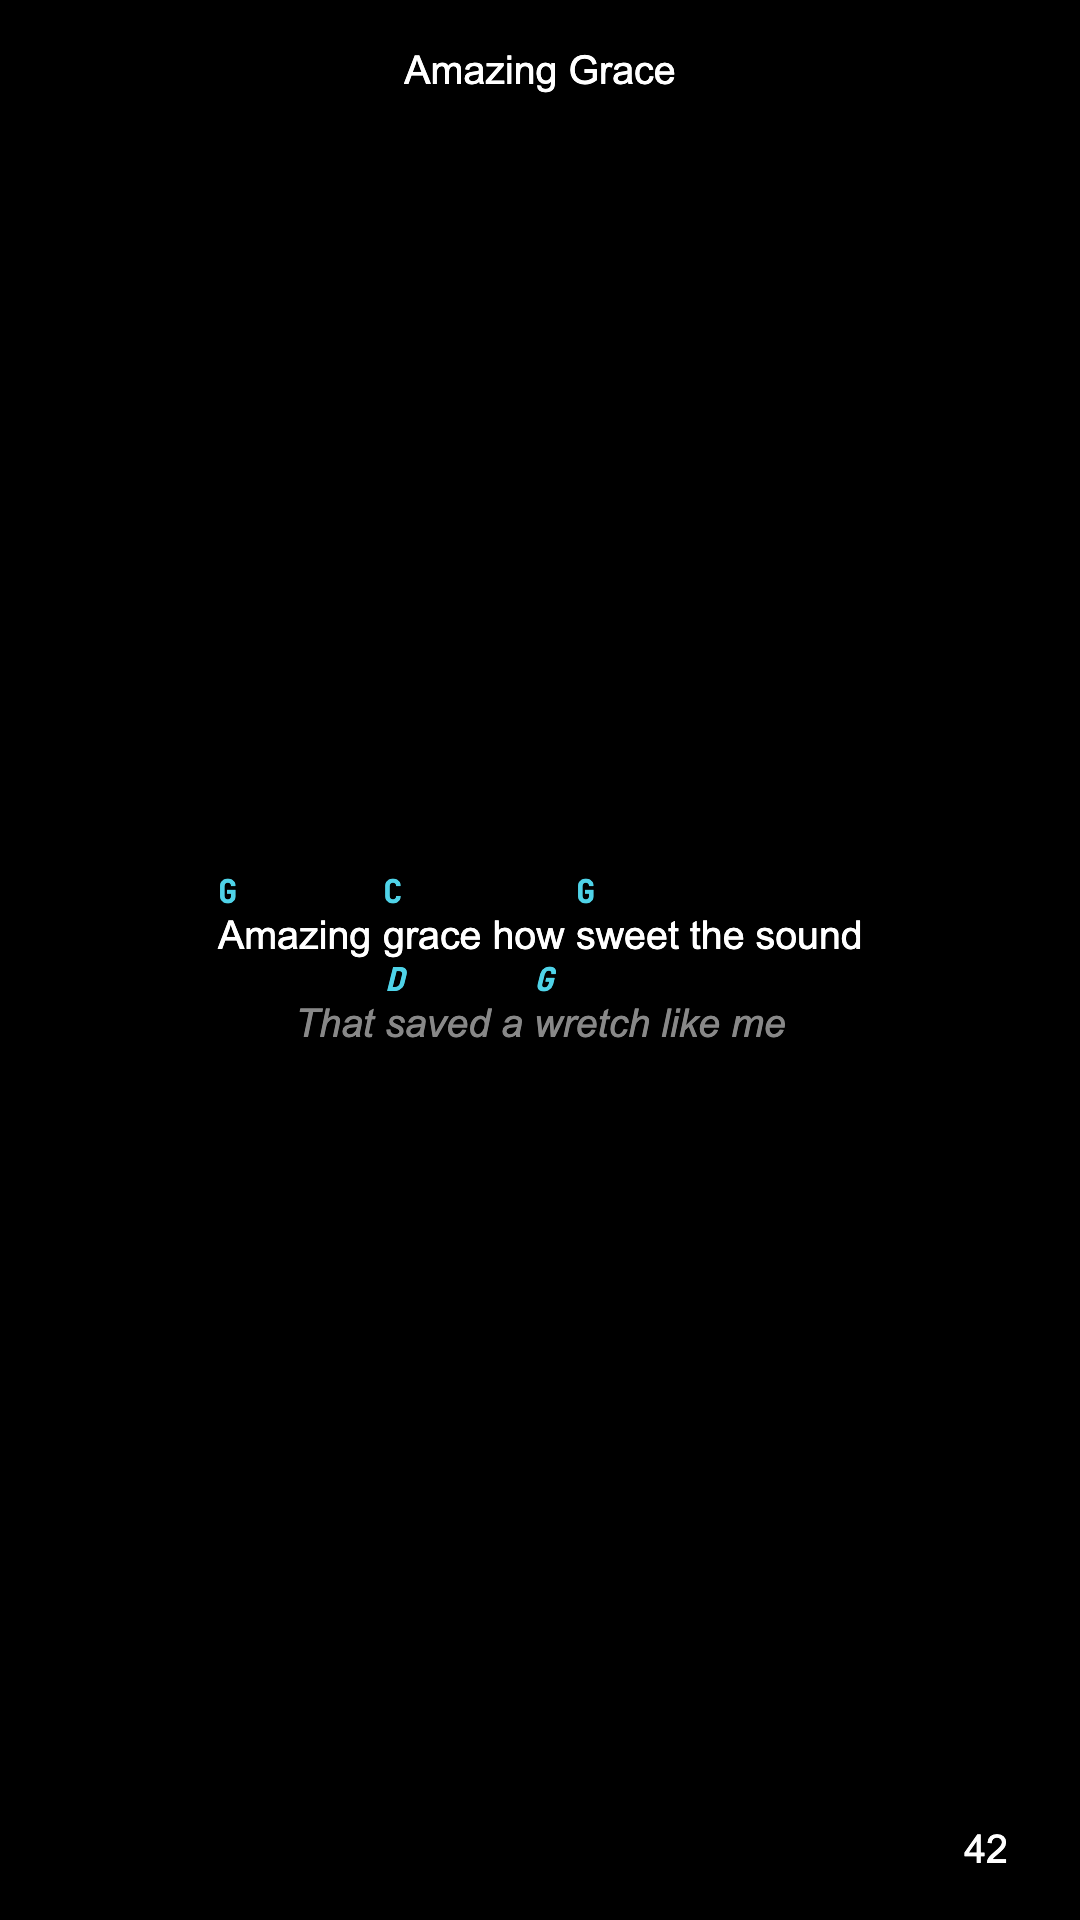 Amazing Grace
G C G
Amazing grace how sweet the sound
D G
That saved a wretch like me
42